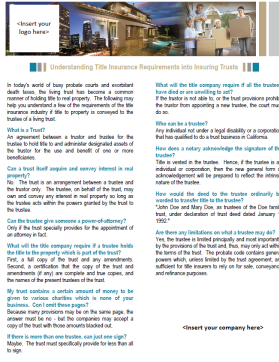 <Insert your
logo here>
Understanding Title Insurance Requirements into Insuring Trusts
In today's world of busy probate courts and exorbitant
death taxes, the living trust has become a common
manner of holding title to real property. The following may
help you understand a few of the requirements of the title
insurance industry if title to property is conveyed to the
trustee of a living trust.
What is a Trust?
An agreement between a trustor and trustee for the
trustee to hold title to and administer designated assets of
the trustor for the use and benefit of one or more
beneficiaries.
Can a trust itself acquire and convey interest in real
property?
No. The trust is an arrangement between a trustee and
the trustor only. The trustee, on behalf of the trust, may
own and convey any interest in real property so long as
the trustee acts within the powers granted by the trust to
the trustee.
Can the trustee give someone a power-of-attorney?
Only if the trust specifically provides for the appointment of
an attorney in fact.
What will the title company require if a trustee holds
the title to the property which is part of the trust?
First, a full copy of the trust and any amendments.
Second, a certification that the copy of the trust and
amendments (if any) are complete and true copies, and
the names of the present trustees of the trust.
My trust contains a certain amount of money to be
given to various charities which is none of your
business. Can I omit these pages?
Because many provisions may be on the same page, the
answer must be no - but the companies may accept a
copy of the trust with those amounts blacked out.
If there is more than one trustee, can just one sign?
Maybe. The trust must specifically provide for less than all
to sign.
What will the title company require if all the trustees
have died or are unwilling to act?
If the trustor is not able to, or the trust provisions prohibit
the trustor from appointing a new trustee, the court must
do so.
Who can be a trustee?
Any individual not under a legal disability or a corporation
that has qualified to do a trust business in California.
How does a notary acknowledge the signature of the
trustee?
Title is vested in the trustee. Hence, if the trustee is an
individual or corporation, then the new general form of
acknowledgment will be prepared to reflect the interest
nature of the trustee.
How would the deed to the trustee ordinarily be
worded to transfer title to the trustee?
"John Doe and Mary Doe, as trustees of the Doe family
trust, under declaration of trust dated January 1,
1992."
Are there any limitations on what a trustee may do?
Yes, the trustee is limited principally and most importantly
by the provisions of the trust and, thus, may only act within
the terms of the trust. The probate code contains general
powers which, unless limited by the trust agreement, are
sufficient for title insurers to rely on for sale, conveyance
and refinance purposes.
<Insert your company here>